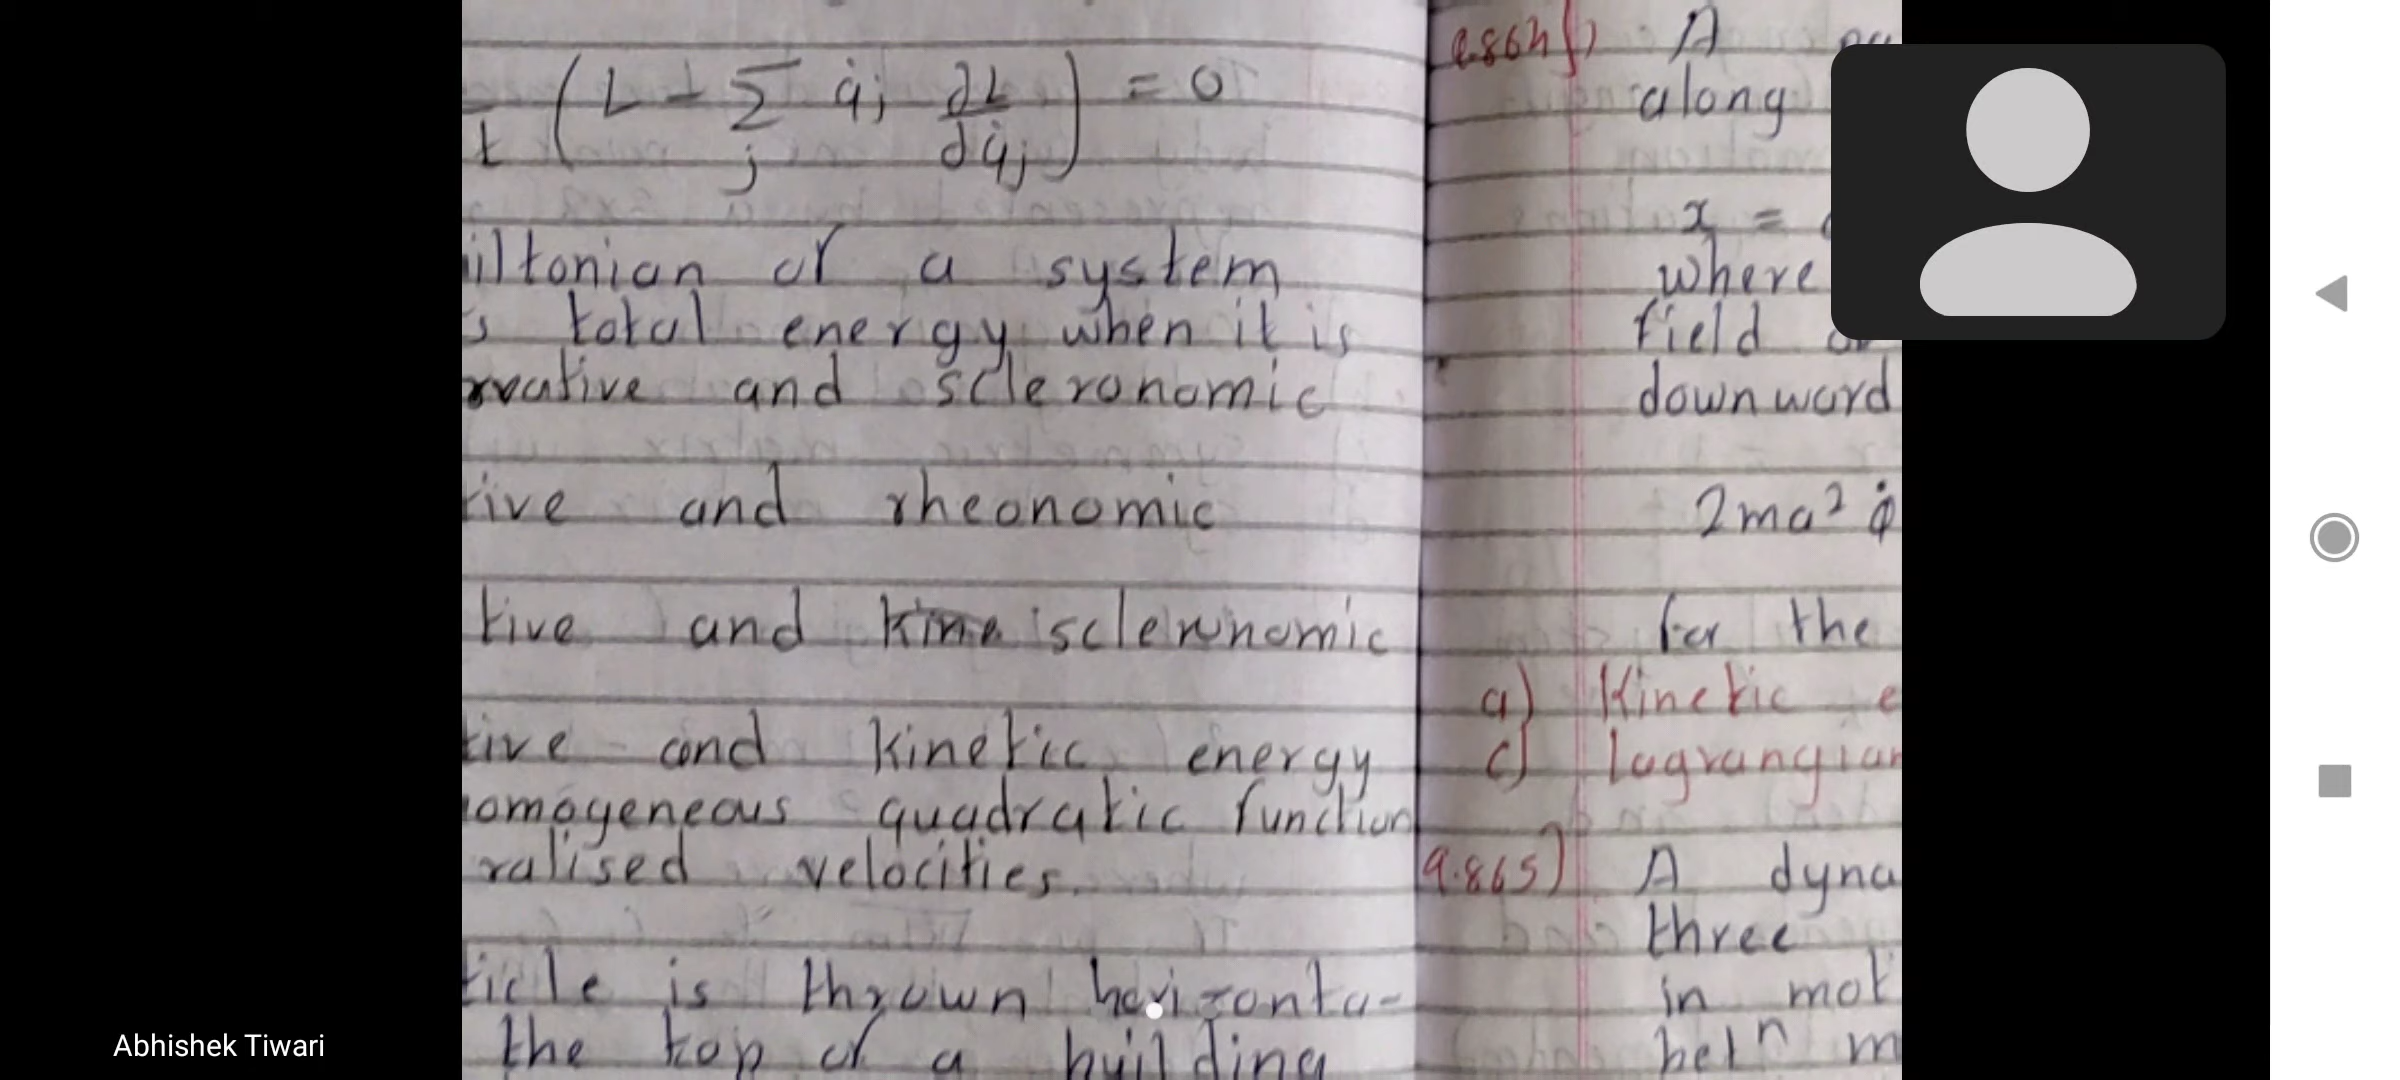 t ( L - Σ j q̇j ∂L / ∂q̇j ) = 0
iltonian of a system
s total energy when it is
rvative and scleronomic
tive and rheonomic
tive and scleronomic
tive and kinetic energy
omogeneous quadratic function
ralised velocities.
ticle is thrown horizonta-
the top of a building
Q.864) A
along
x =
where
field
downward
2ma² φ̇
for the
a) Kinetic e
c) lagrangian
Q.865) A dyna
three
in mot
betⁿ m
Abhishek Tiwari